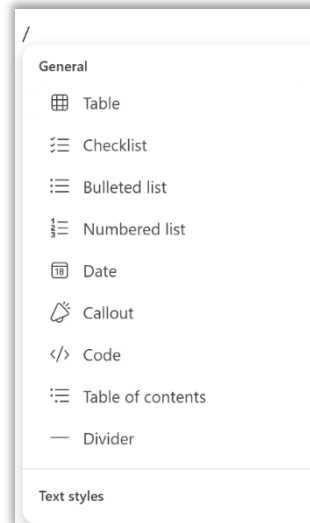 /
General
Table
Checklist
Bulleted list
Numbered list
18 Date
Callout
</> Code
Table of contents
Divider
Text styles